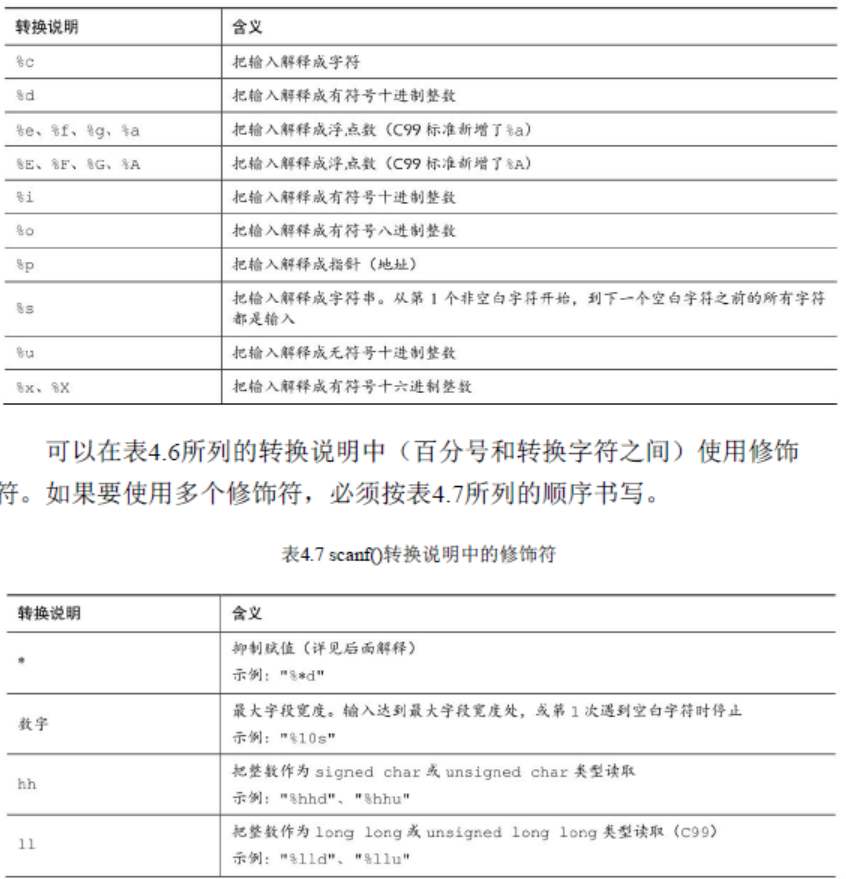 转换说明 含义
%c 把输入解释成字符
%d 把输入解释成有符号十进制整数
%e、%f、%g、%a 把输入解释成浮点数（C99 标准新增了%a）
%E、%F、%G、%A 把输入解释成浮点数（C99 标准新增了%A）
%i 把输入解释成有符号十进制整数
%o 把输入解释成有符号八进制整数
%p 把输入解释成指针（地址）
%s 把输入解释成字符串。从第 1 个非空白字符开始，到下一个空白字符之前的所有字符
都是输入
%u 把输入解释成无符号十进制整数
%x、%X 把输入解释成有符号十六进制整数
可以在表4.6所列的转换说明中（百分号和转换字符之间）使用修饰
符。如果要使用多个修饰符，必须按表4.7所列的顺序书写。
表4.7 scanf()转换说明中的修饰符
转换说明 含义
* 抑制赋值（详见后面解释）
示例："%*d"
数字 最大字段宽度。输入达到最大字段宽度处，或第 1 次遇到空白字符时停止
示例："%10s"
hh 把整数作为 signed char 或 unsigned char 类型读取
示例："%hhd"、"%hhu"
ll 把整数作为 long long 或 unsigned long long 类型读取（C99）
示例："%lld"、"%llu"